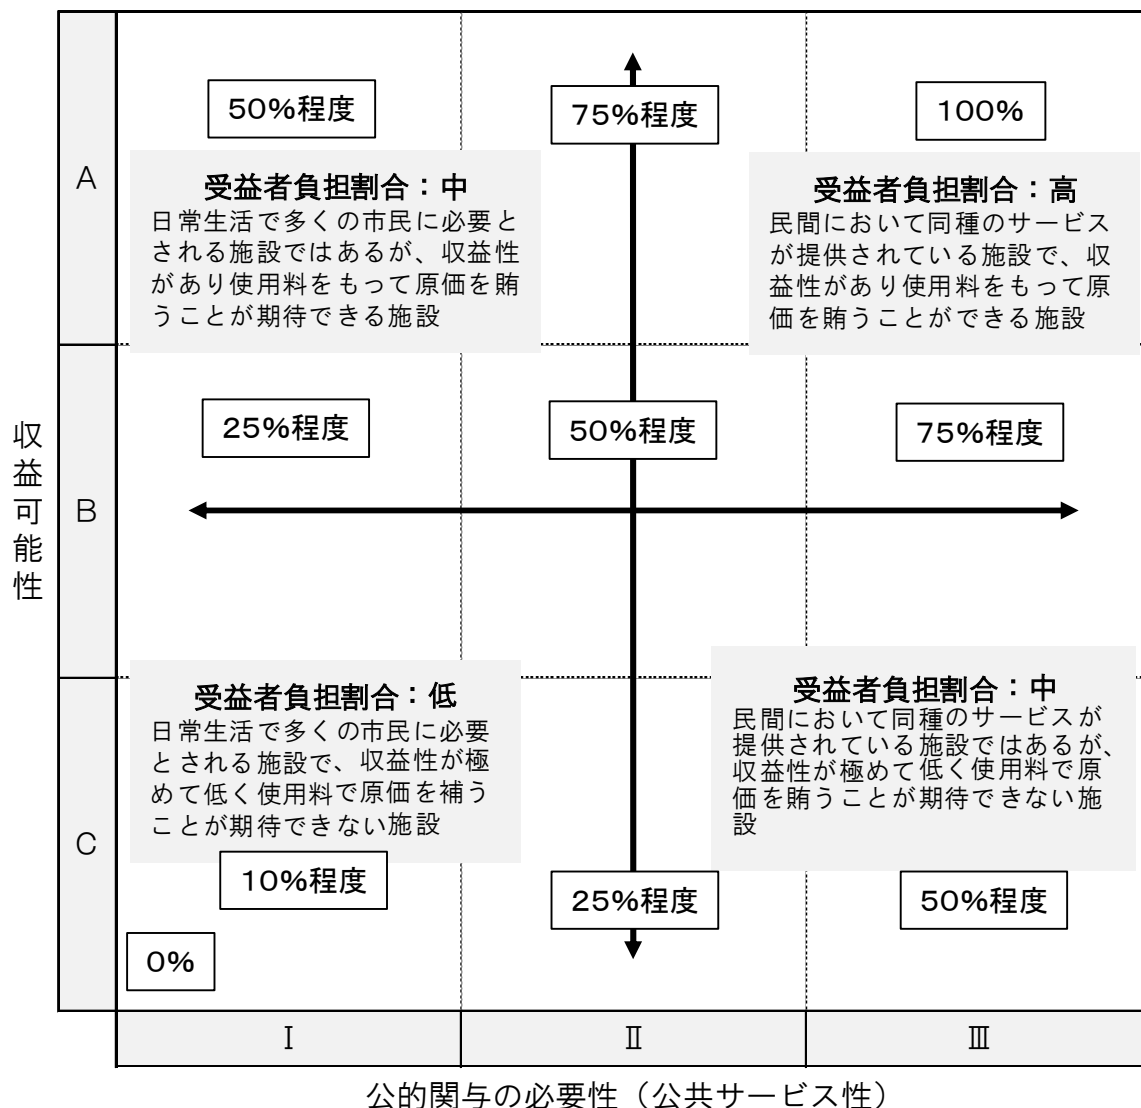 50%程度
75%程度
100%
A
受益者負担割合：中
日常生活で多くの市民に必要と
される施設ではあるが、収益性
があり使用料をもって原価を賄
うことが期待できる施設
受益者負担割合：高
民間において同種のサービス
が提供されている施設で、収
益性があり使用料をもって原
価を賄うことができる施設
収益可能性
B
25%程度
50%程度
75%程度
C
受益者負担割合：低
日常生活で多くの市民に必要
とされる施設で、収益性が極
めて低く使用料で原価を補う
ことが期待できない施設
受益者負担割合：中
民間において同種のサービスが
提供されている施設ではあるが、
収益性が極めて低く使用料で原
価を賄うことが期待できない施
設
10%程度
25%程度
50%程度
0%
Ⅰ
Ⅱ
Ⅲ
公的関与の必要性（公共サービス性）